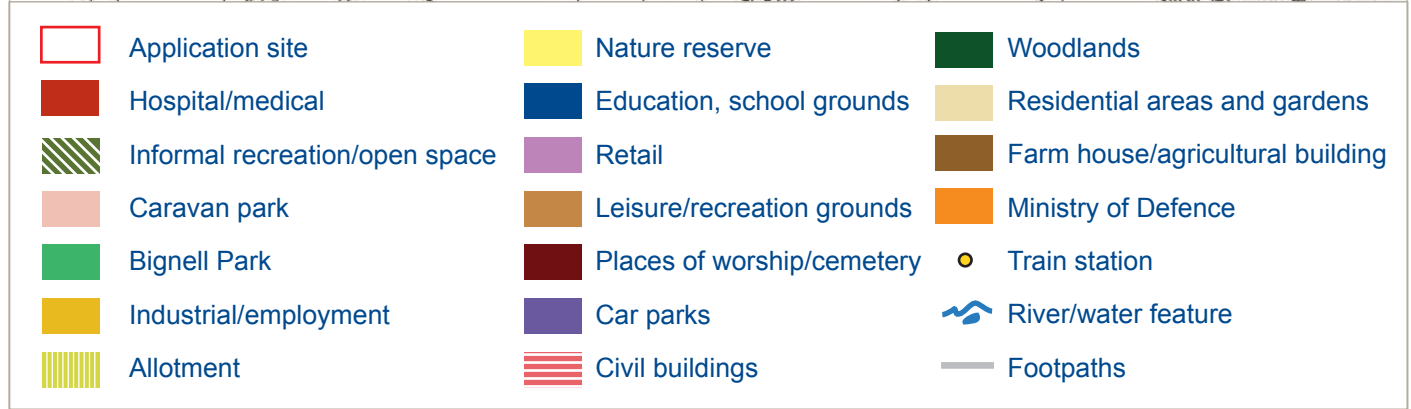 Application site
Hospital/medical
Informal recreation/open space
Caravan park
Bignell Park
Industrial/employment
Allotment
Nature reserve
Education, school grounds
Retail
Leisure/recreation grounds
Places of worship/cemetery
Car parks
Civil buildings
Woodlands
Residential areas and gardens
Farm house/agricultural building
Ministry of Defence
Train station
River/water feature
Footpaths